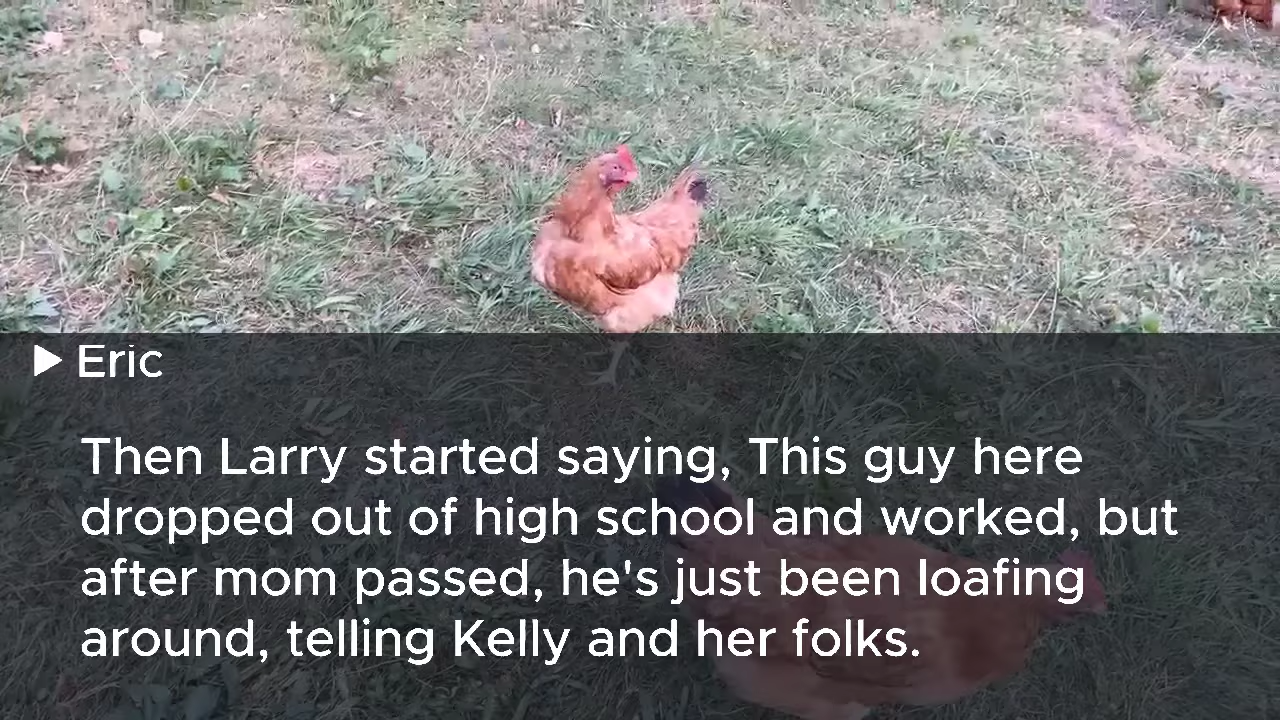 ▶ Eric
Then Larry started saying, This guy here
dropped out of high school and worked, but
after mom passed, he's just been loafing
around, telling Kelly and her folks.